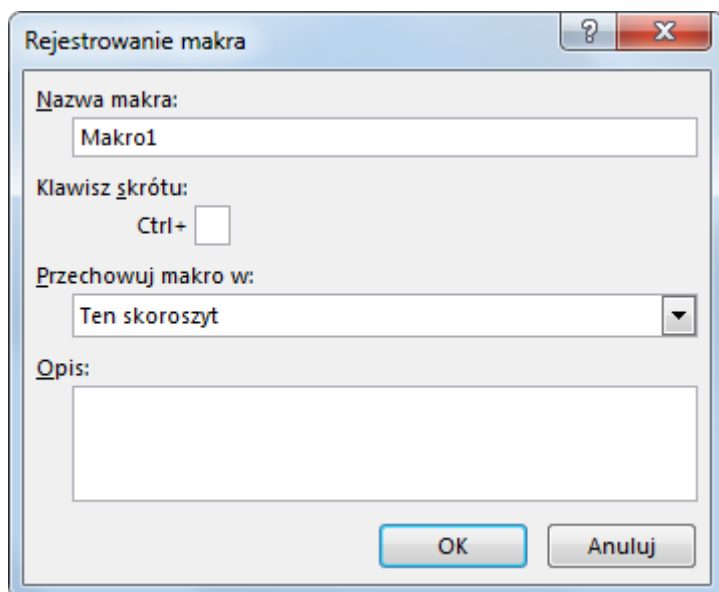 Rejestrowanie makra
Nazwa makra:
Makro1
Klawisz skrótu:
Ctrl+
Przechowuj makro w:
Ten skoroszyt
Opis:
OK Anuluj